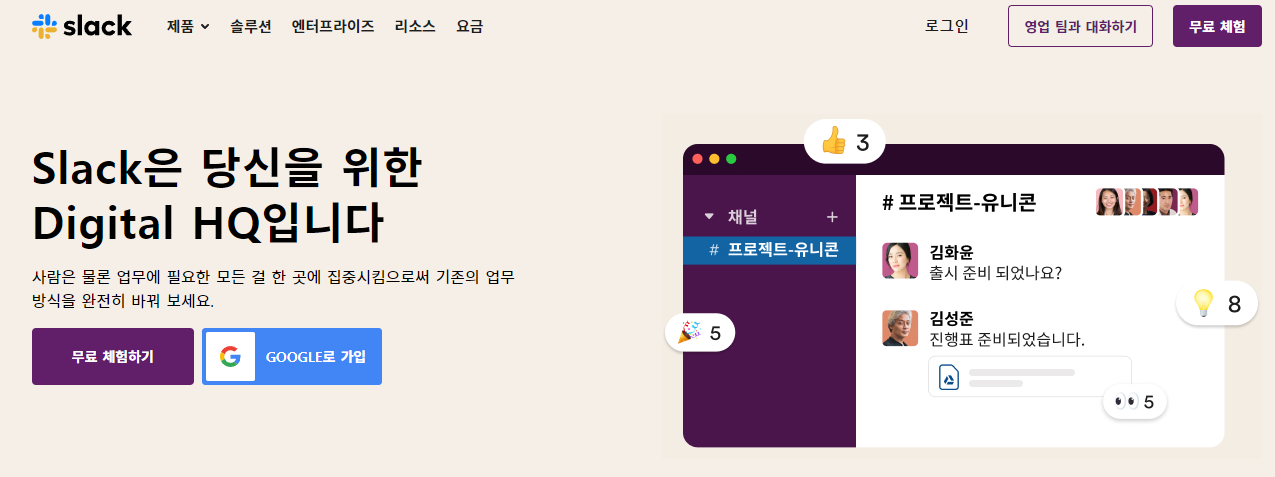 slack 제품 솔루션 엔터프라이즈 리소스 요금 로그인 영업 팀과 대화하기 무료 체험
Slack은 당신을 위한
Digital HQ입니다
사람은 물론 업무에 필요한 모든 걸 한 곳에 집중시킴으로써 기존의 업무
방식을 완전히 바꿔 보세요.
무료 체험하기
GOOGLE로 가입
3
채널 +
# 프로젝트-유니콘
5
# 프로젝트-유니콘
김화윤
출시 준비 되었나요?
8
김성준
진행표 준비되었습니다.
5